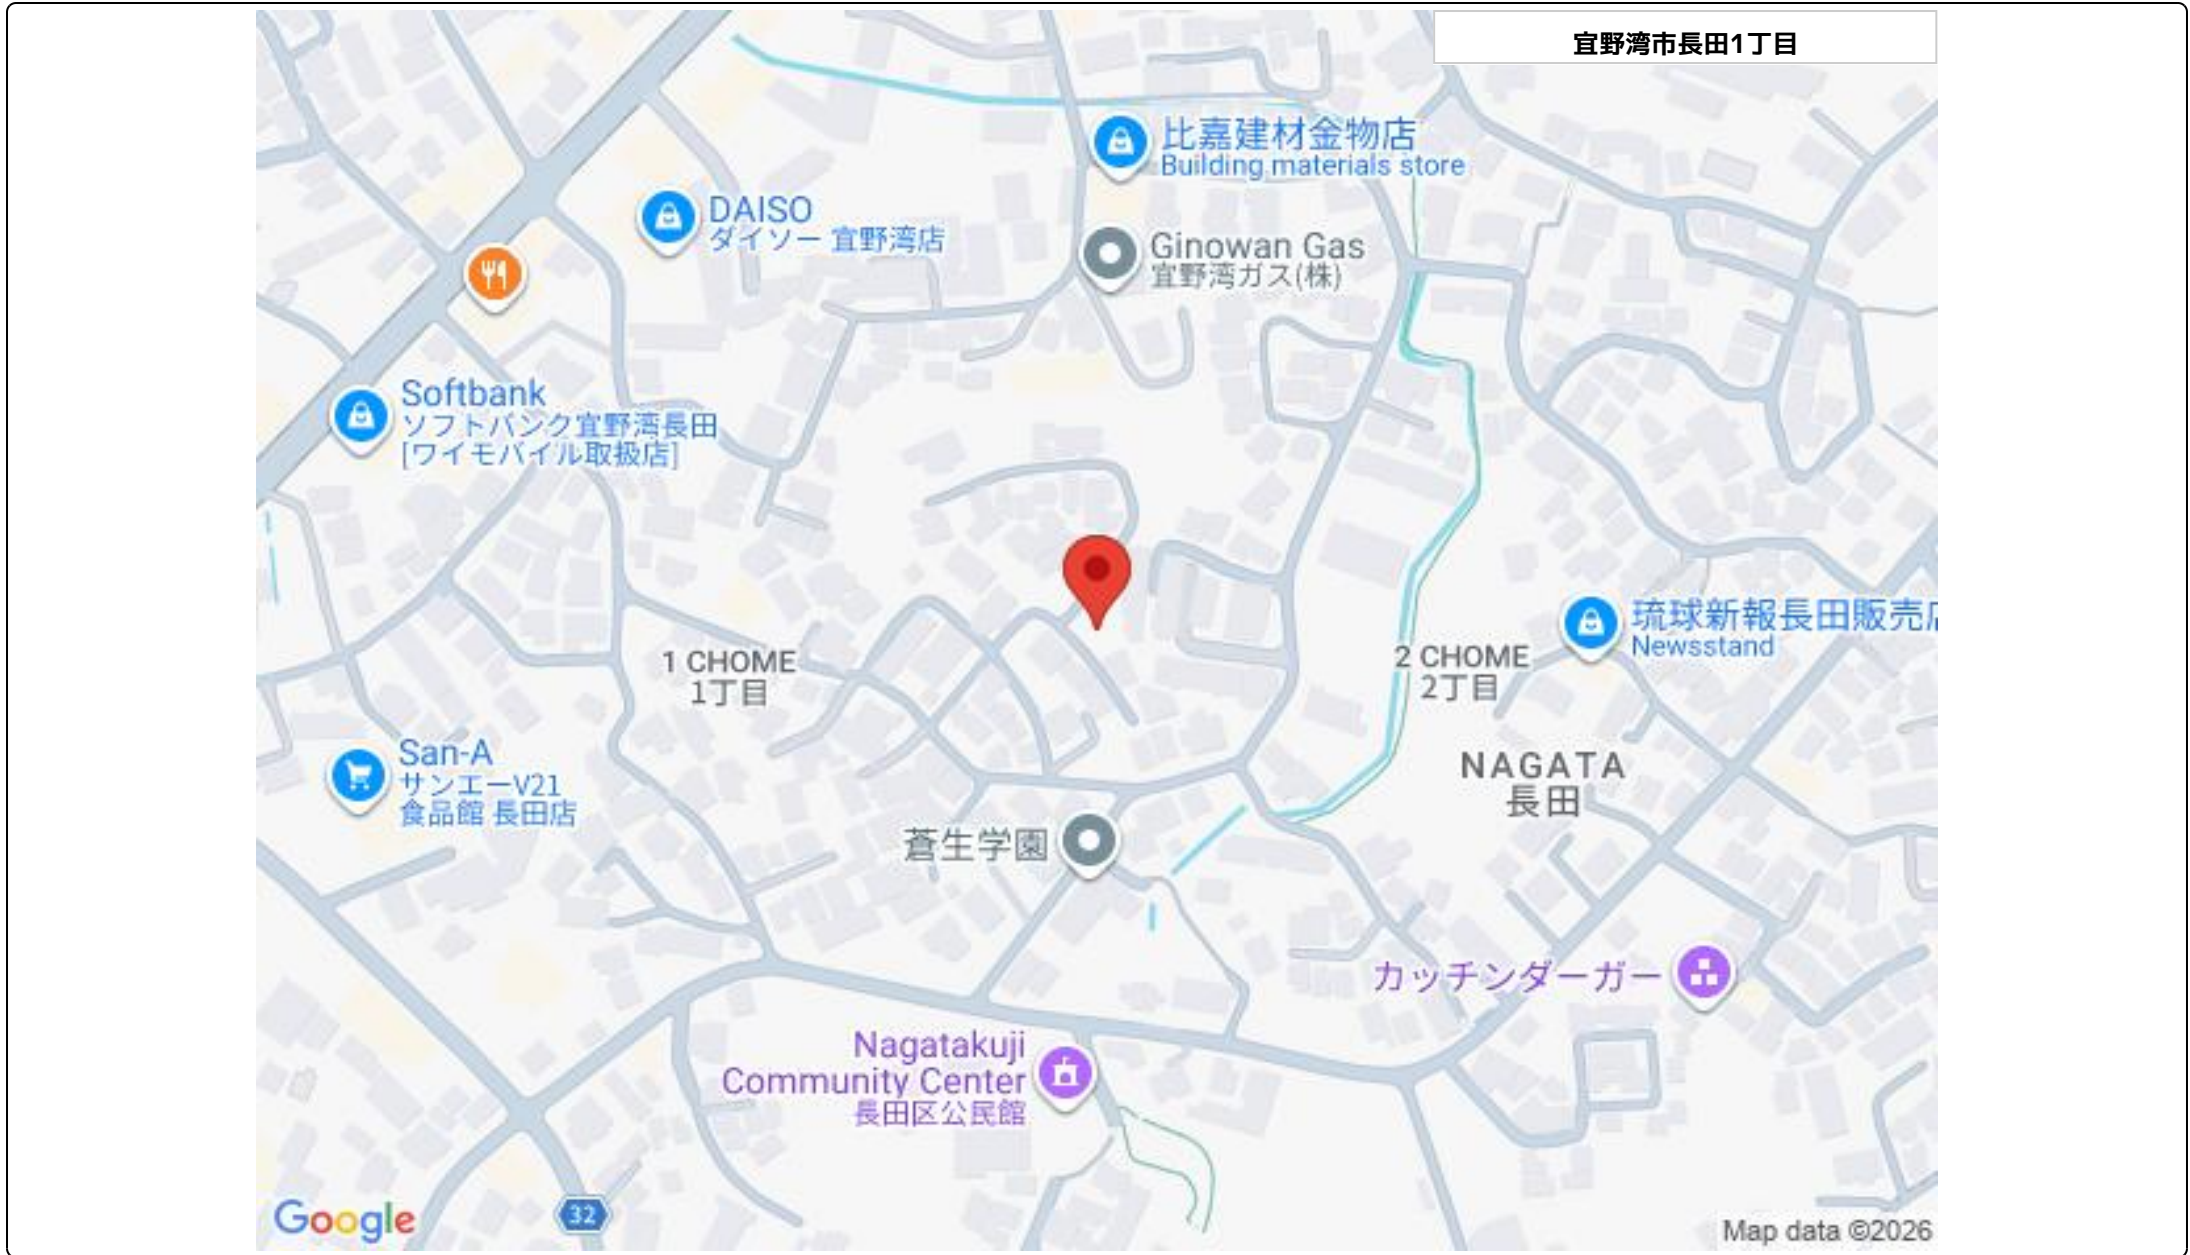 宜野湾市長田1丁目
比嘉建材金物店
Building materials store
DAISO
ダイソー 宜野湾店
Ginowan Gas
宜野湾ガス(株)
Softbank
ソフトバンク宜野湾長田
[ワイモバイル取扱店]
琉球新報長田販売店
Newsstand
1 CHOME
1丁目
2 CHOME
2丁目
San-A
サンエーV21
食品館 長田店
NAGATA
長田
蒼生学園
カッチンダーガー
Nagatakuji
Community Center
長田区公民館
32
Google
Map data ©2026